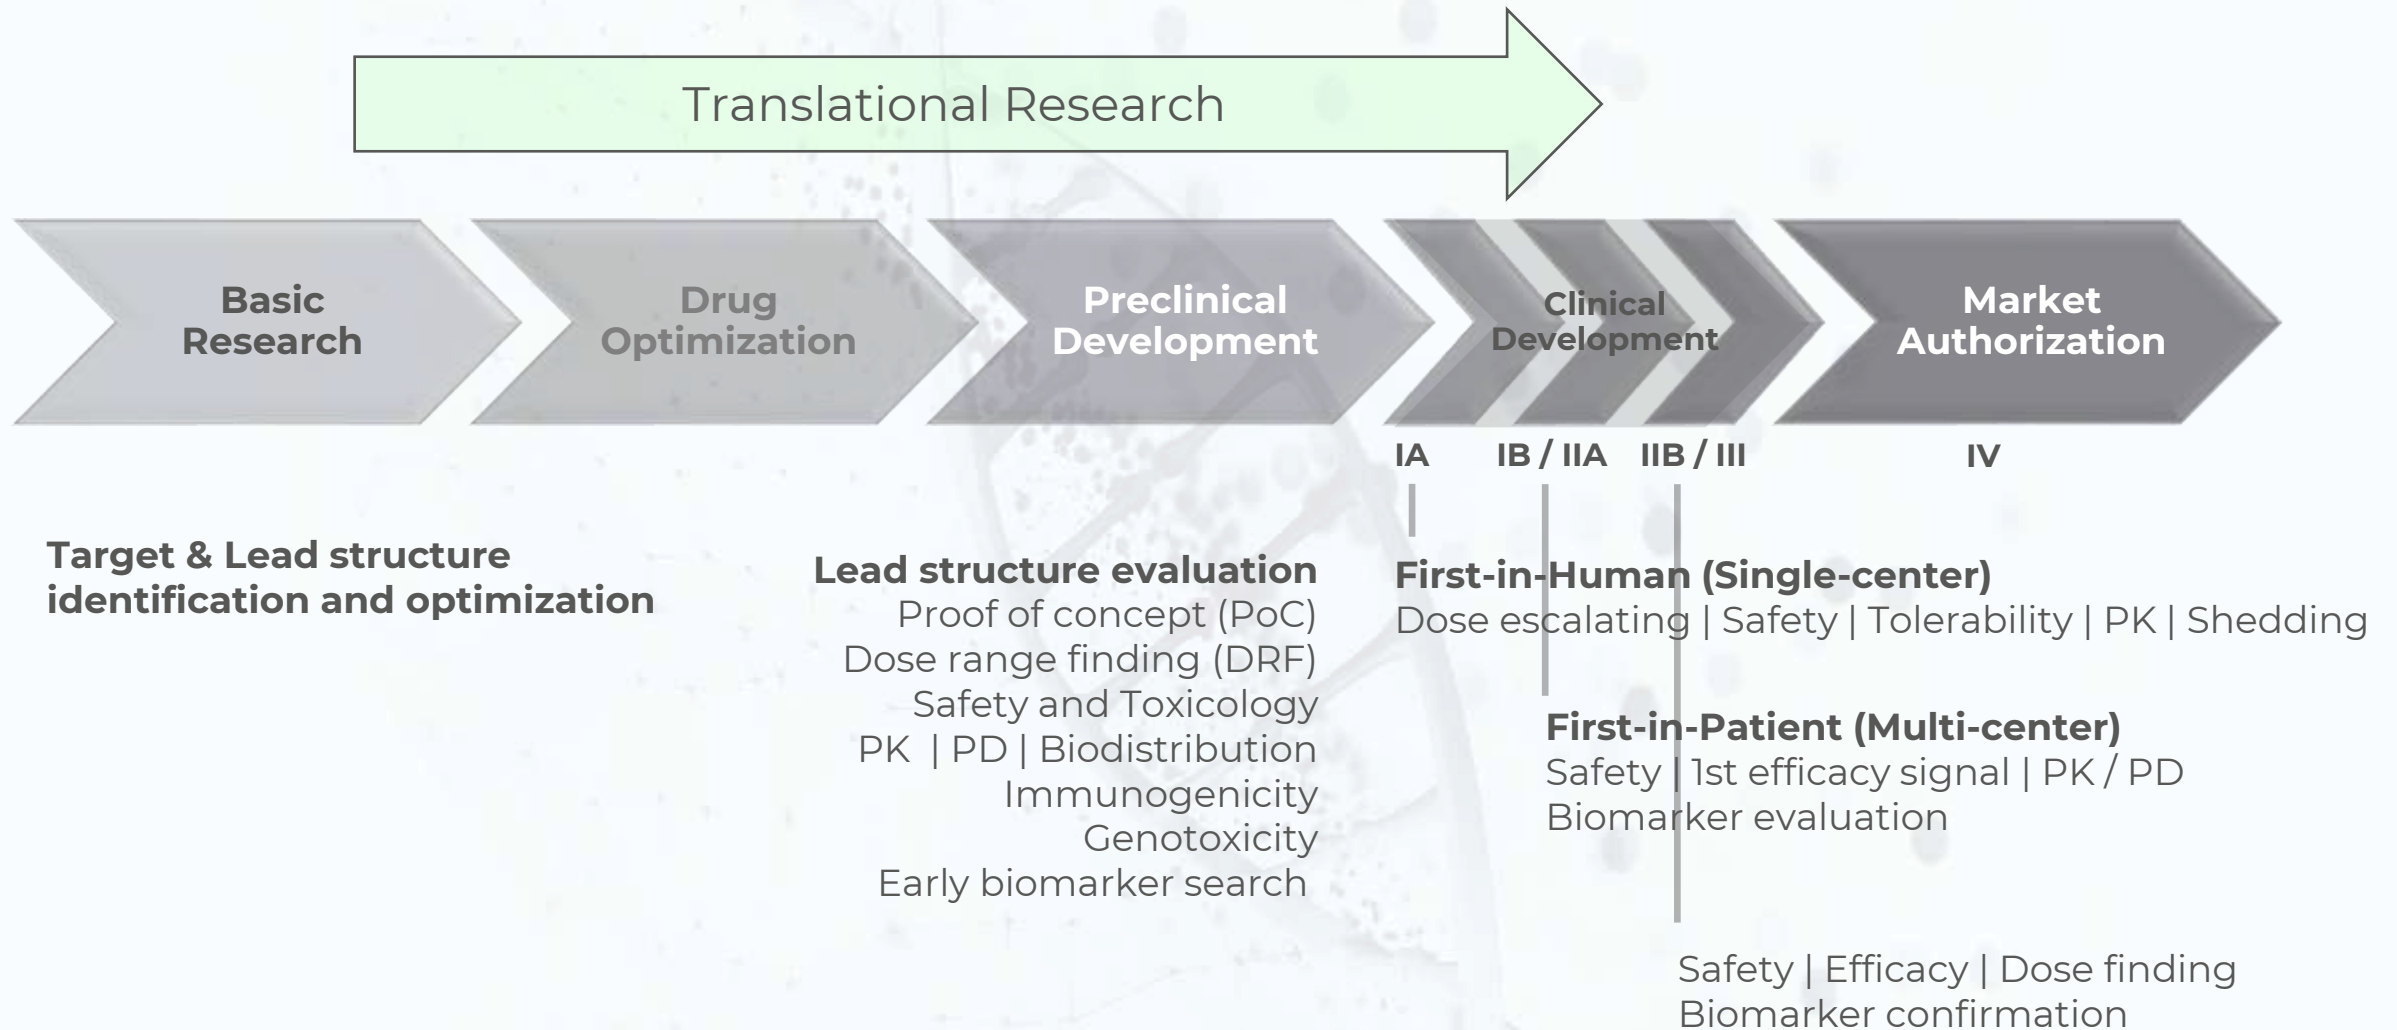 Translational Research
Basic
Research
Drug
Optimization
Preclinical
Development
Clinical
Development
Market
Authorization
IA
IB / IIA
IIB / III
IV
Target & Lead structure
identification and optimization
Lead structure evaluation
Proof of concept (PoC)
Dose range finding (DRF)
Safety and Toxicology
PK | PD | Biodistribution
Immunogenicity
Genotoxicity
Early biomarker search
First-in-Human (Single-center)
Dose escalating | Safety | Tolerability | PK | Shedding
First-in-Patient (Multi-center)
Safety | 1st efficacy signal | PK / PD
Biomarker evaluation
Safety | Efficacy | Dose finding
Biomarker confirmation